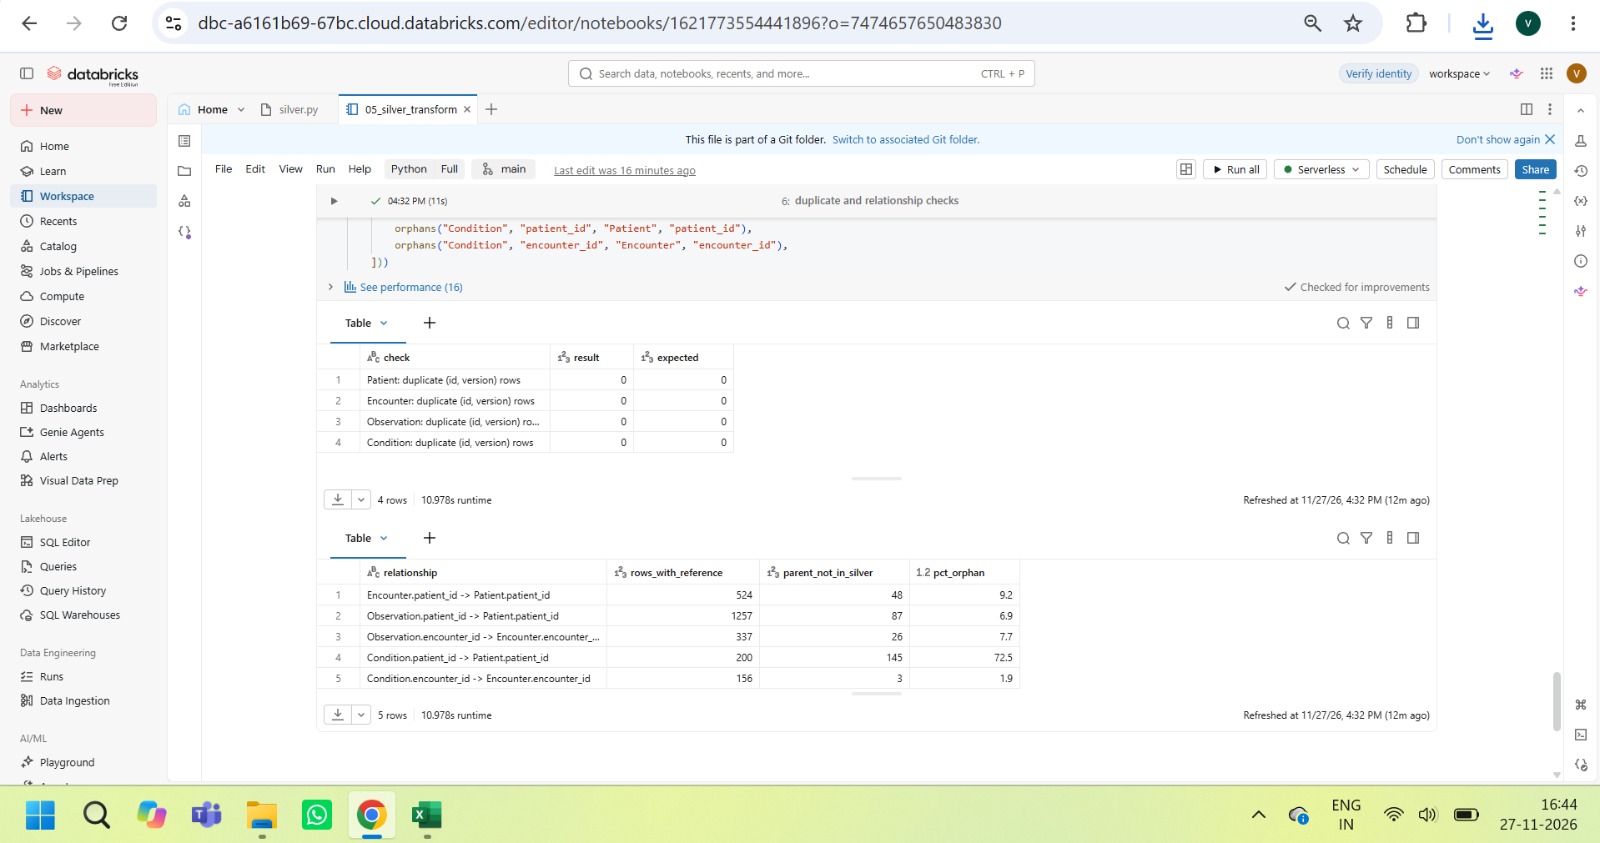 dbc-a6161b69-67bc.cloud.databricks.com/editor/notebooks/1621773554441896?o=7474657650483830
V
databricks
Free Edition
Search data, notebooks, recents, and more...
CTRL + P
Verify identity
workspace
V
New
Home
Learn
Workspace
Recents
Catalog
Jobs & Pipelines
Compute
Discover
Marketplace
Analytics
Dashboards
Genie Agents
Alerts
Visual Data Prep
Lakehouse
SQL Editor
Queries
Query History
SQL Warehouses
Data Engineering
Runs
Data Ingestion
AI/ML
Playground
Home
silver.py
05_silver_transform
This file is part of a Git folder. Switch to associated Git folder.
Don't show again
File Edit View Run Help Python Full main Last edit was 16 minutes ago
Run all Serverless Schedule Comments Share
04:32 PM (11s)
6: duplicate and relationship checks
orphans("Condition", "patient_id", "Patient", "patient_id"),
orphans("Condition", "encounter_id", "Encounter", "encounter_id"),
]))
See performance (16)
Checked for improvements
Table
check result expected
1 Patient: duplicate (id, version) rows 0 0
2 Encounter: duplicate (id, version) rows 0 0
3 Observation: duplicate (id, version) ro... 0 0
4 Condition: duplicate (id, version) rows 0 0
4 rows 10.978s runtime
Refreshed at 11/27/26, 4:32 PM (12m ago)
Table
relationship rows_with_reference parent_not_in_silver 1.2 pct_orphan
1 Encounter.patient_id -> Patient.patient_id 524 48 9.2
2 Observation.patient_id -> Patient.patient_id 1257 87 6.9
3 Observation.encounter_id -> Encounter.encounter_... 337 26 7.7
4 Condition.patient_id -> Patient.patient_id 200 145 72.5
5 Condition.encounter_id -> Encounter.encounter_id 156 3 1.9
5 rows 10.978s runtime
Refreshed at 11/27/26, 4:32 PM (12m ago)
ENG
IN
16:44
27-11-2026